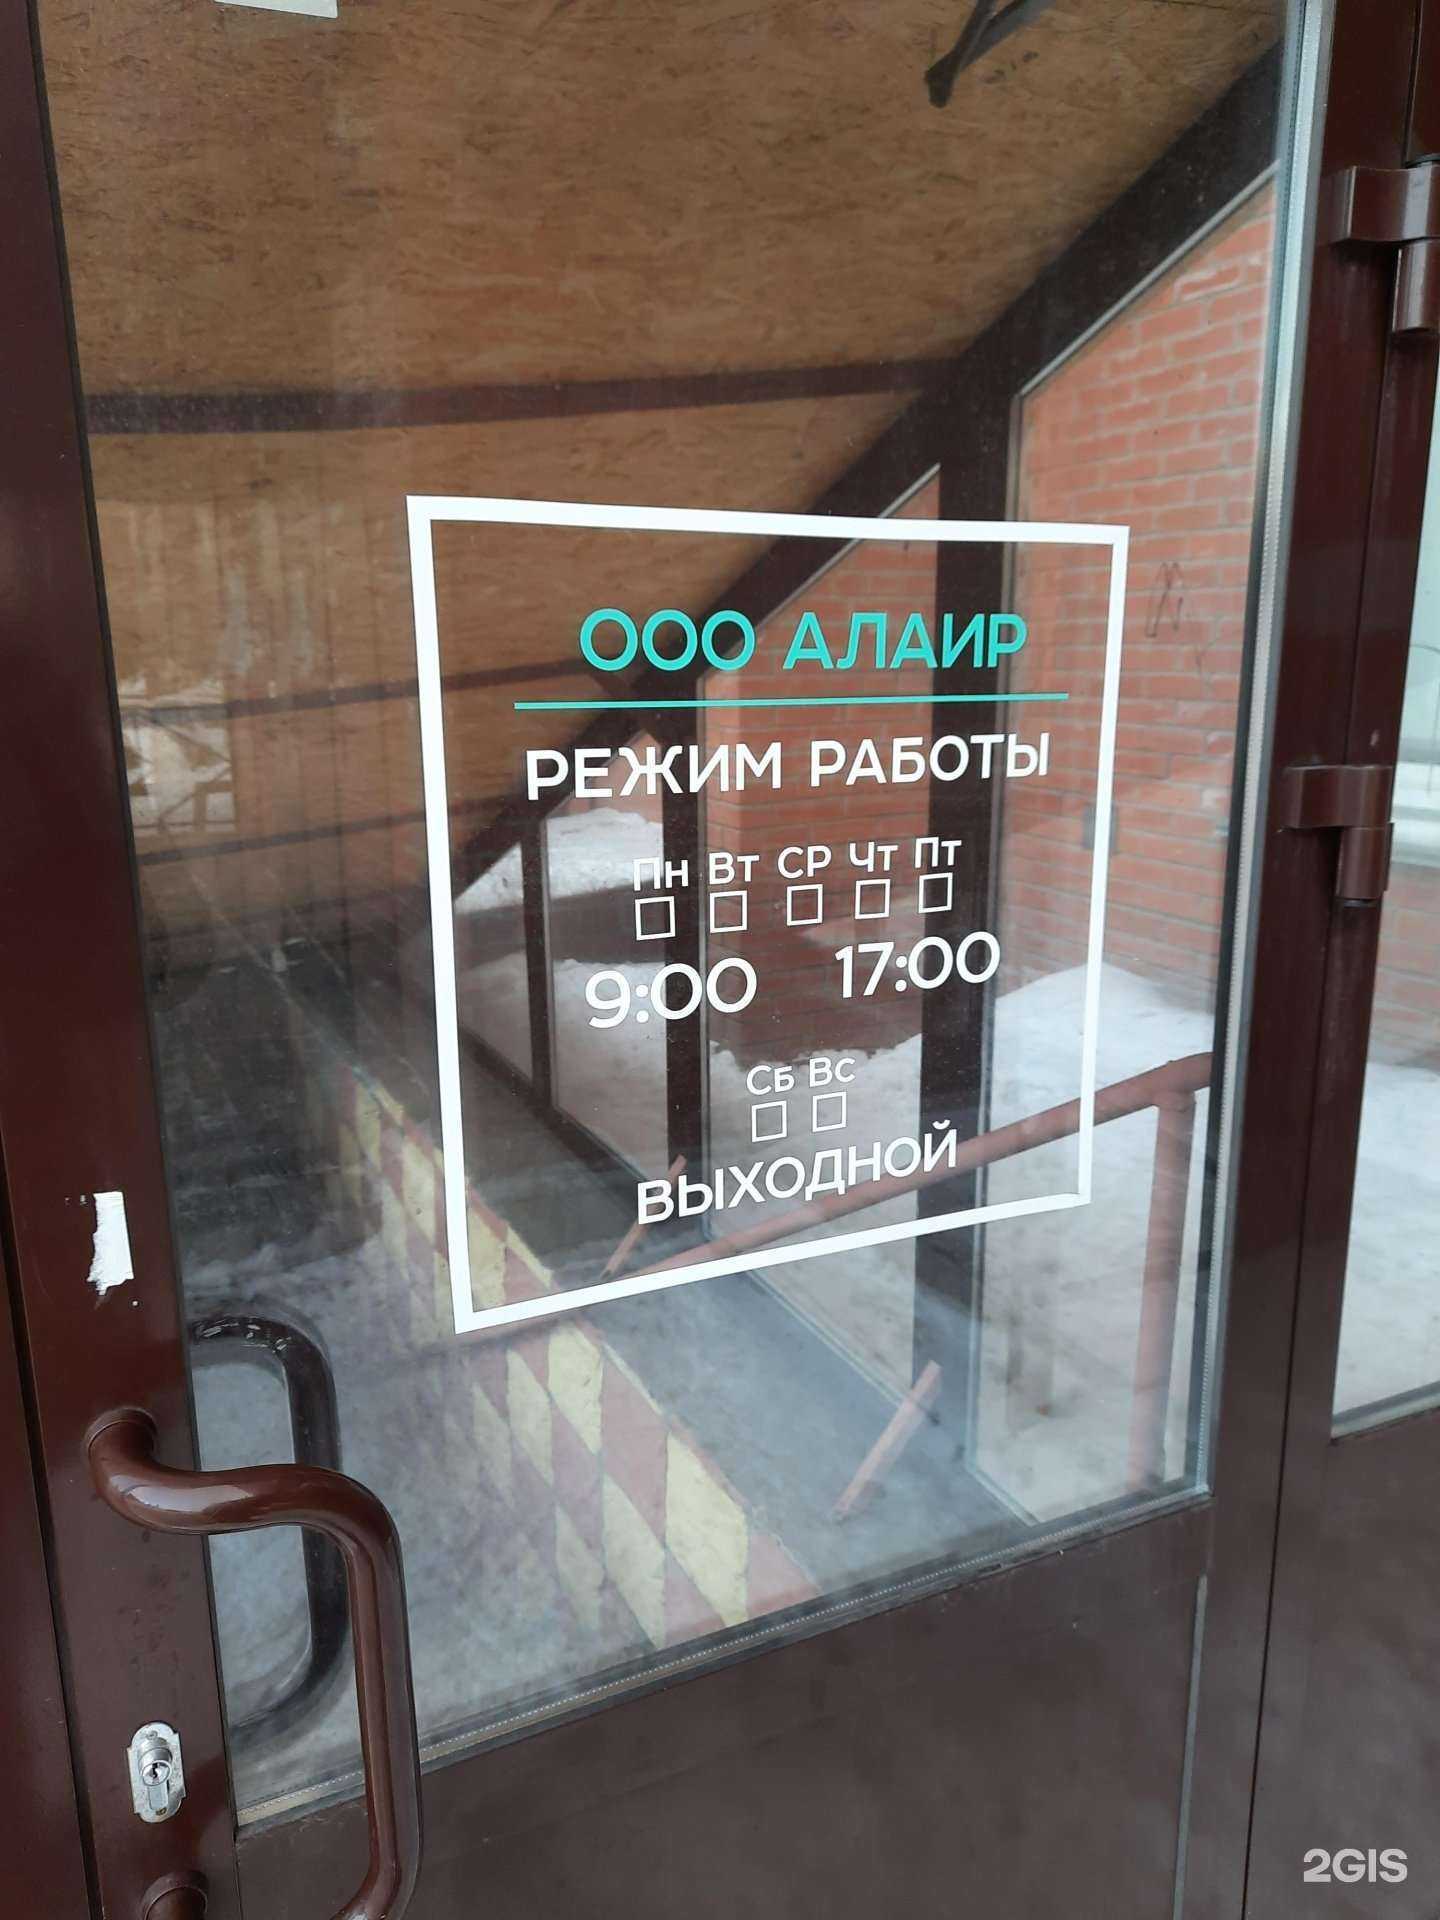 ООО АЛАИР
РЕЖИМ РАБОТЫ
Пн Вт СР Чт Пт
9:00 17:00
Сб Вс
ВЫХОДНОЙ
2GIS